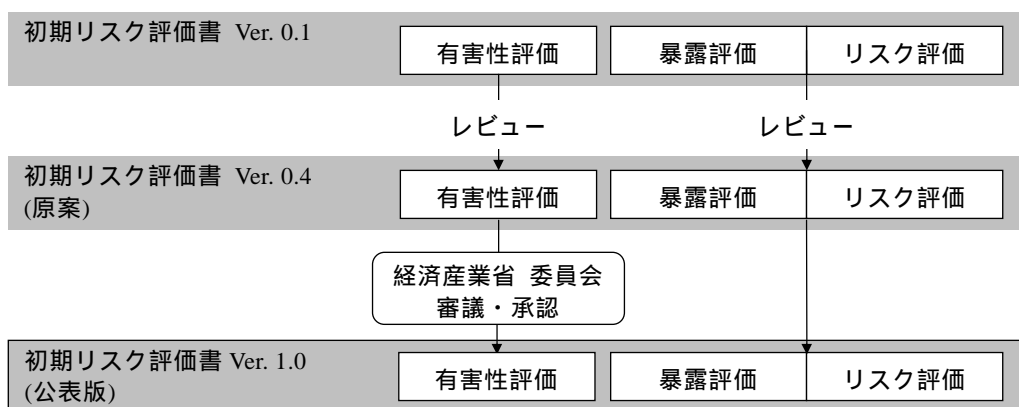 初期リスク評価書 Ver. 0.1
有害性評価 暴露評価 リスク評価
レビュー レビュー
初期リスク評価書 Ver. 0.4
(原案)
有害性評価 暴露評価 リスク評価
経済産業省 委員会
審議・承認
初期リスク評価書 Ver. 1.0
(公表版)
有害性評価 暴露評価 リスク評価